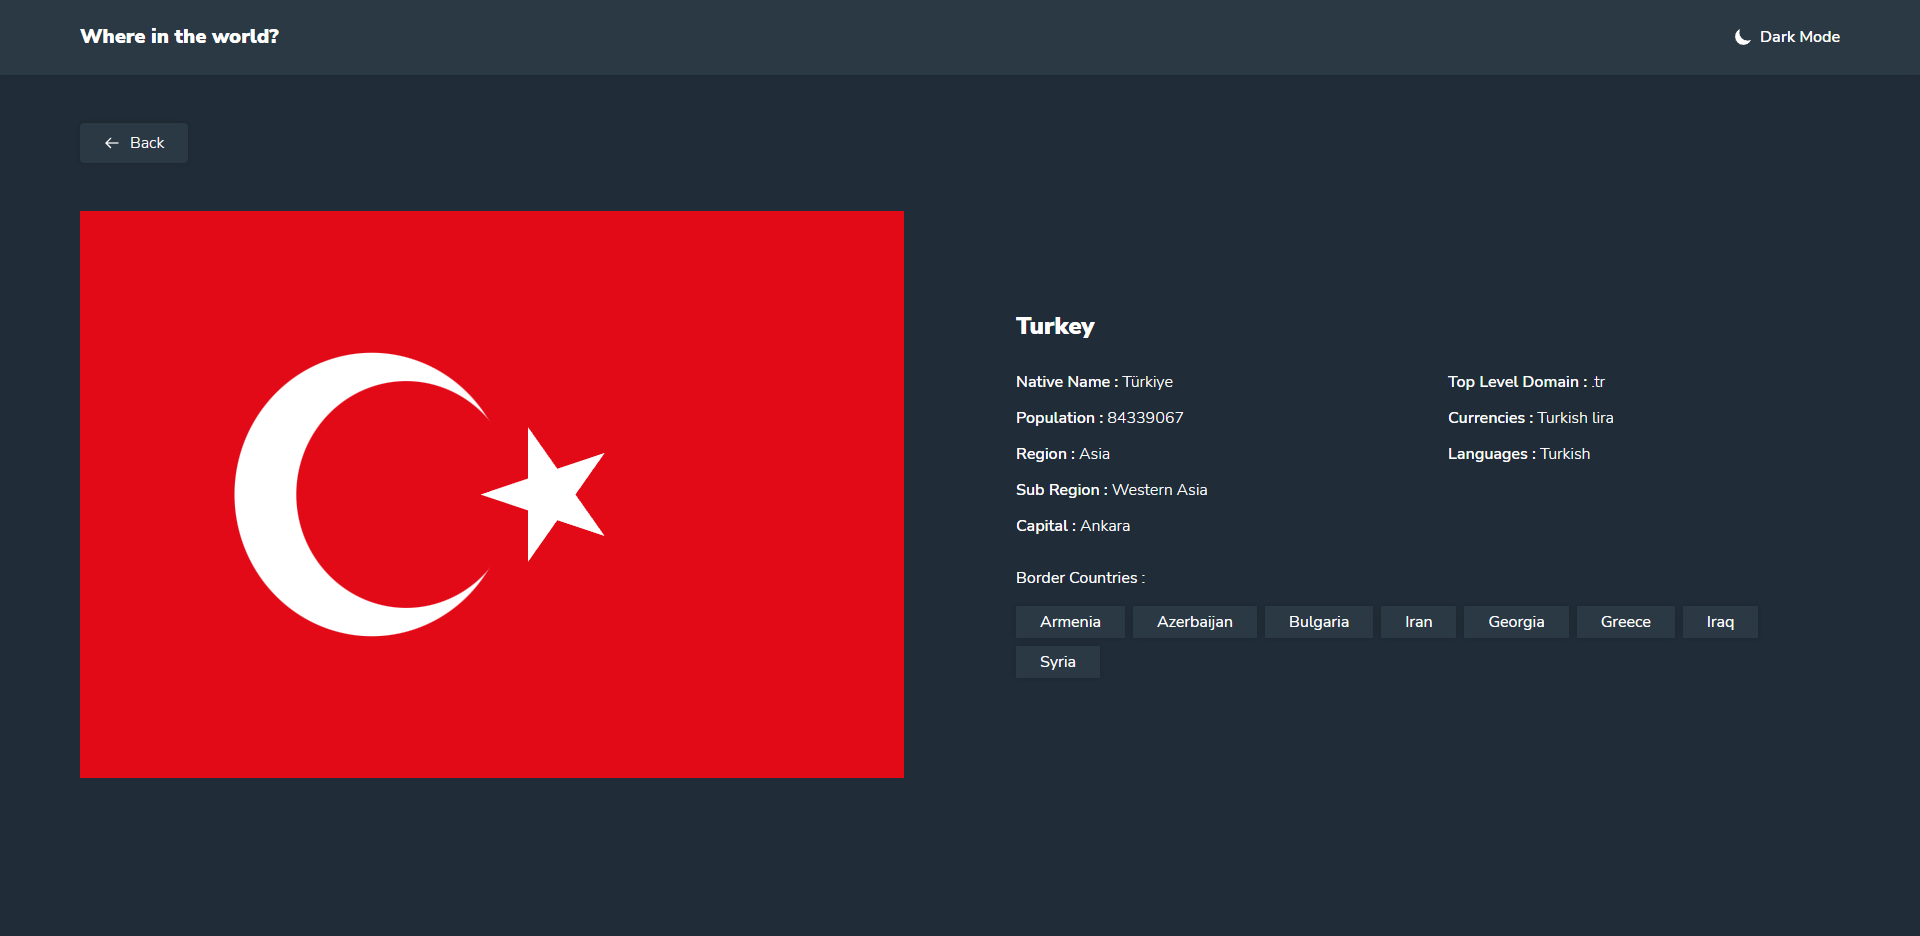 Where in the world?
Dark Mode
Back
Turkey
Native Name : Türkiye
Population : 84339067
Region : Asia
Sub Region : Western Asia
Capital : Ankara
Top Level Domain : .tr
Currencies : Turkish lira
Languages : Turkish
Border Countries :
Armenia Azerbaijan Bulgaria Iran Georgia Greece Iraq
Syria